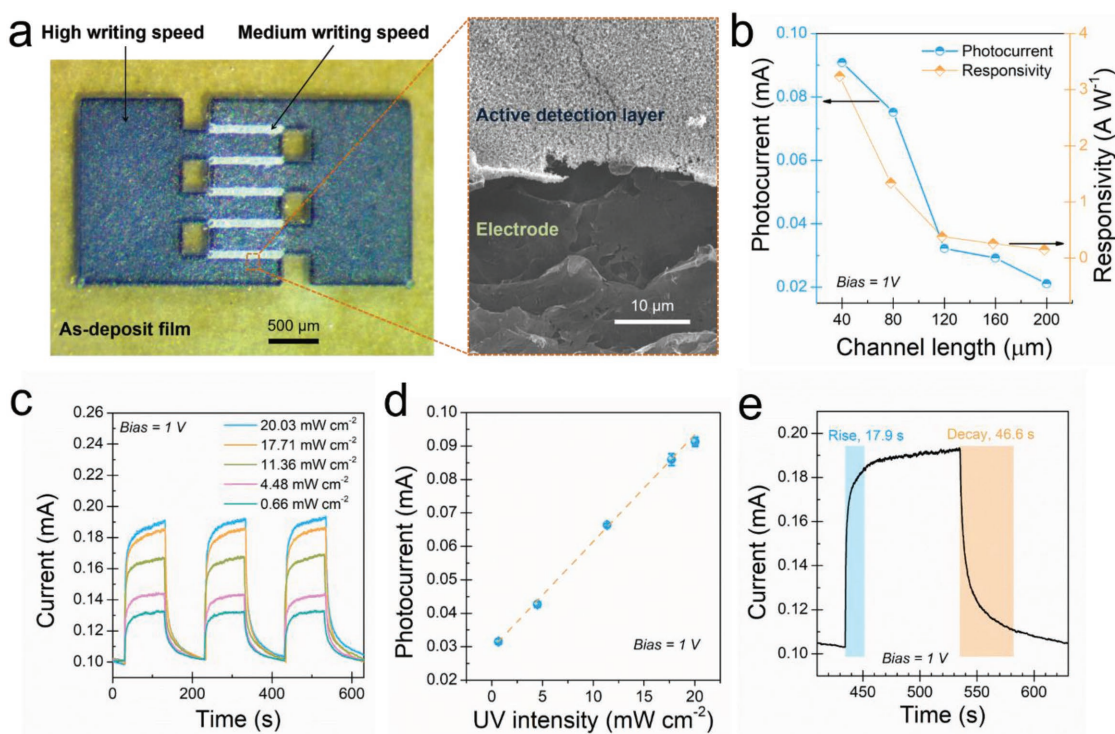 a
High writing speed
Medium writing speed
As-deposit film
500 µm
Active detection layer
Electrode
10 µm
b
Photocurrent (mA)
0.10
0.08
0.06
0.04
0.02
Photocurrent
Responsivity
Bias = 1V
4
3
2
1
0
Responsivity (A W⁻¹)
40 80 120 160 200
Channel length (µm)
c
Current (mA)
0.26
0.24
0.22
0.20
0.18
0.16
0.14
0.12
0.10
Bias = 1 V
20.03 mW cm⁻²
17.71 mW cm⁻²
11.36 mW cm⁻²
4.48 mW cm⁻²
0.66 mW cm⁻²
0 200 400 600
Time (s)
d
Photocurrent (mA)
0.10
0.09
0.08
0.07
0.06
0.05
0.04
0.03
0.02
Bias = 1 V
0 5 10 15 20
UV intensity (mW cm⁻²)
e
Current (mA)
0.20
0.18
0.16
0.14
0.12
0.10
Rise, 17.9 s
Decay, 46.6 s
Bias = 1 V
450 500 550 600
Time (s)